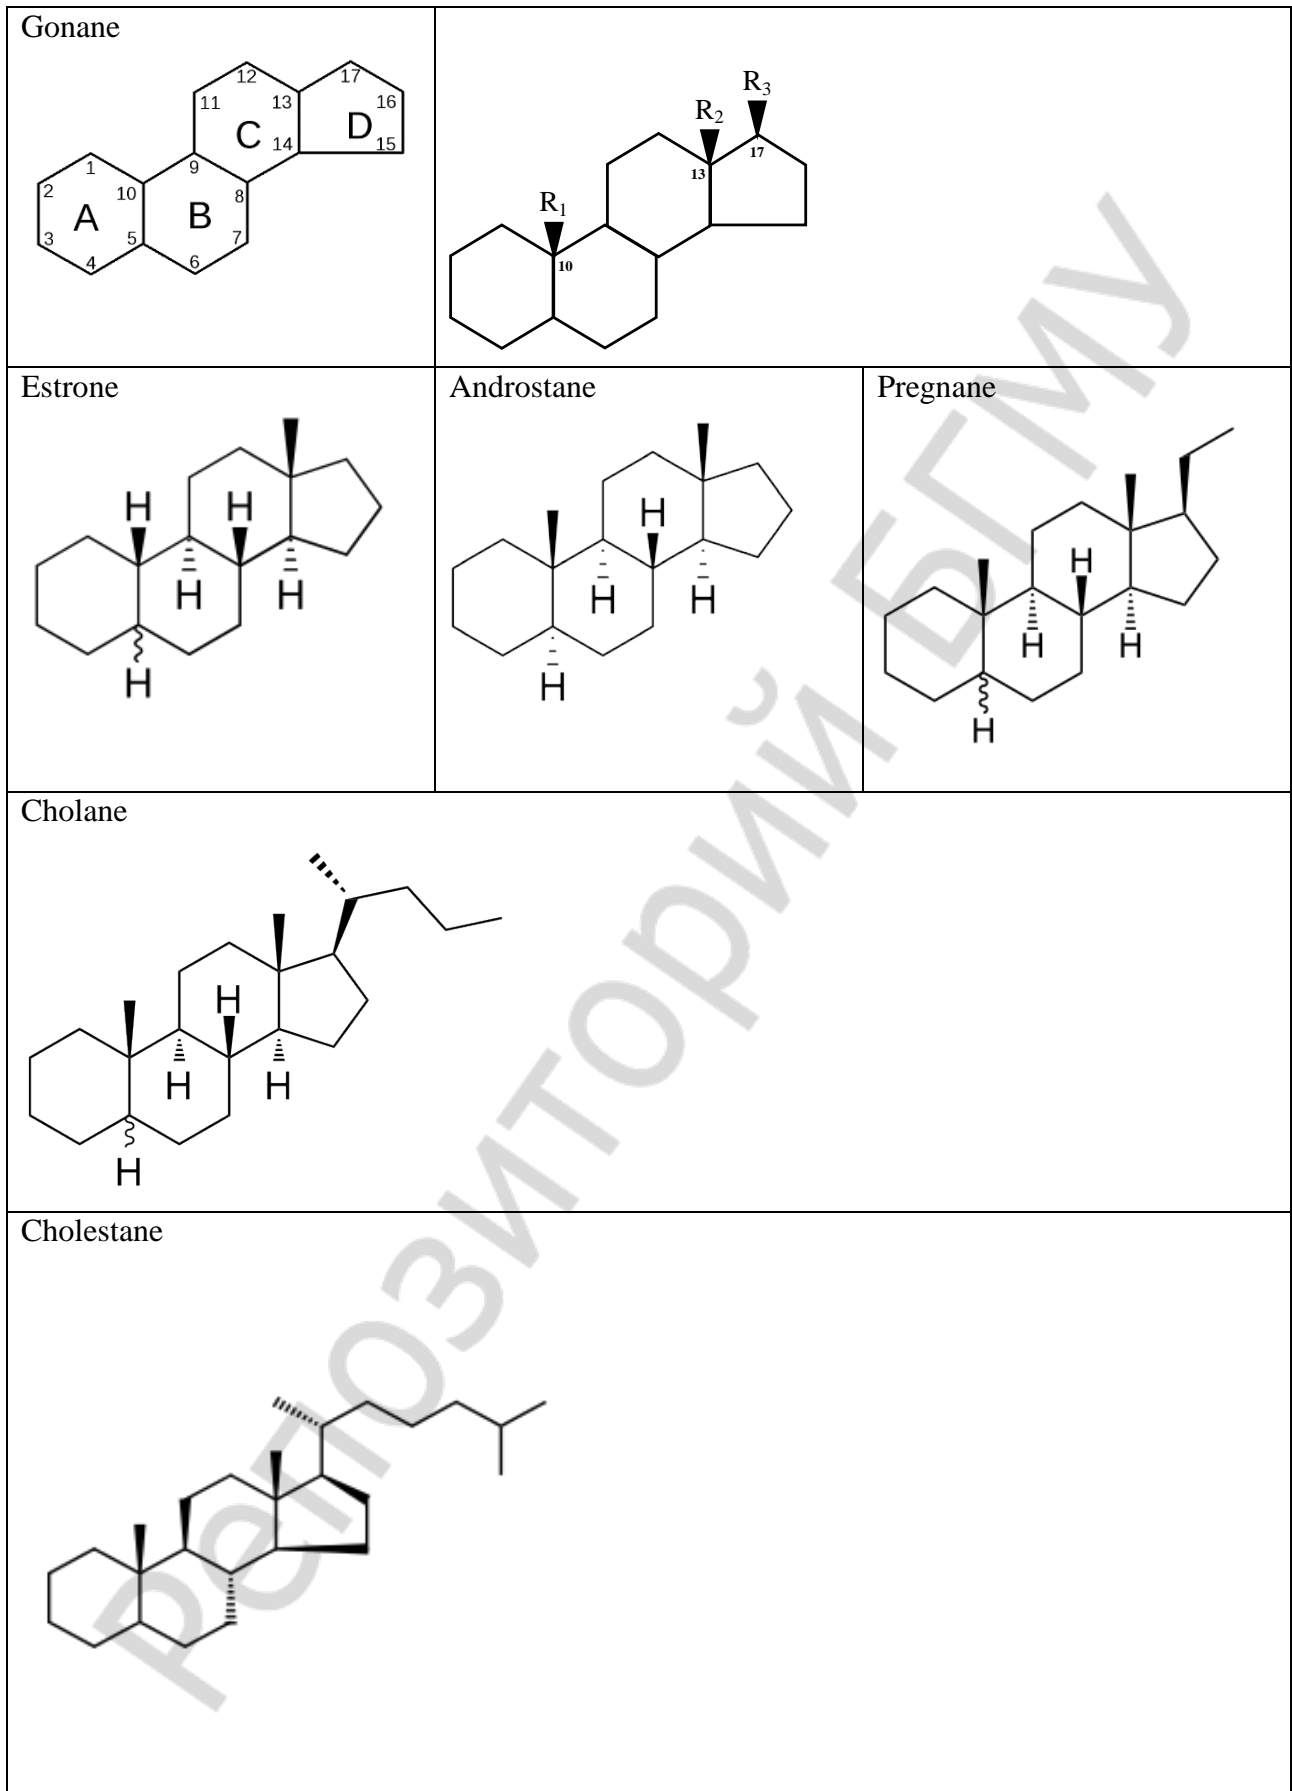 Gonane
12
17
11
13
16
C
D
14
15
1
9
2
10
8
A
B
3
5
7
4
6
R3
R2
17
13
R1
10
Estrone
H
H
H
H
H
Androstane
H
H
H
H
Pregnane
H
H
H
H
Cholane
H
H
H
H
Cholestane
Репозиторий БГМУ